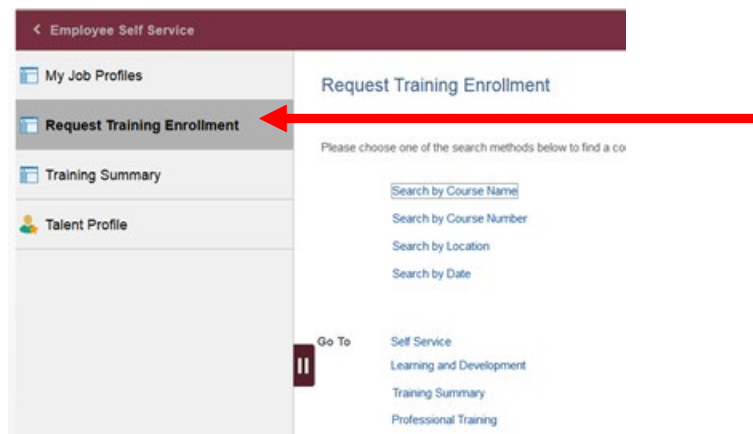 Employee Self Service
My Job Profiles
Request Training Enrollment
Training Summary
Talent Profile
Request Training Enrollment
Please choose one of the search methods below to find a co
Search by Course Name
Search by Course Number
Search by Location
Search by Date
Go To Self Service
Learning and Development
Training Summary
Professional Training